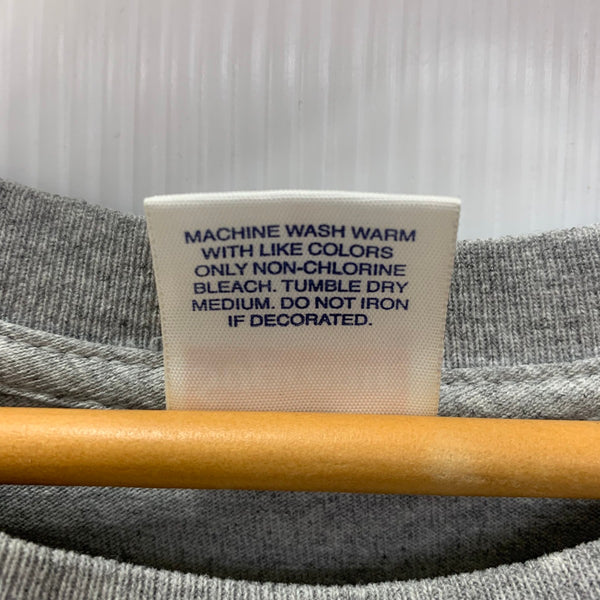 MACHINE WASH WARM
WITH LIKE COLORS
ONLY NON-CHLORINE
BLEACH. TUMBLE DRY
MEDIUM. DO NOT IRON
IF DECORATED.